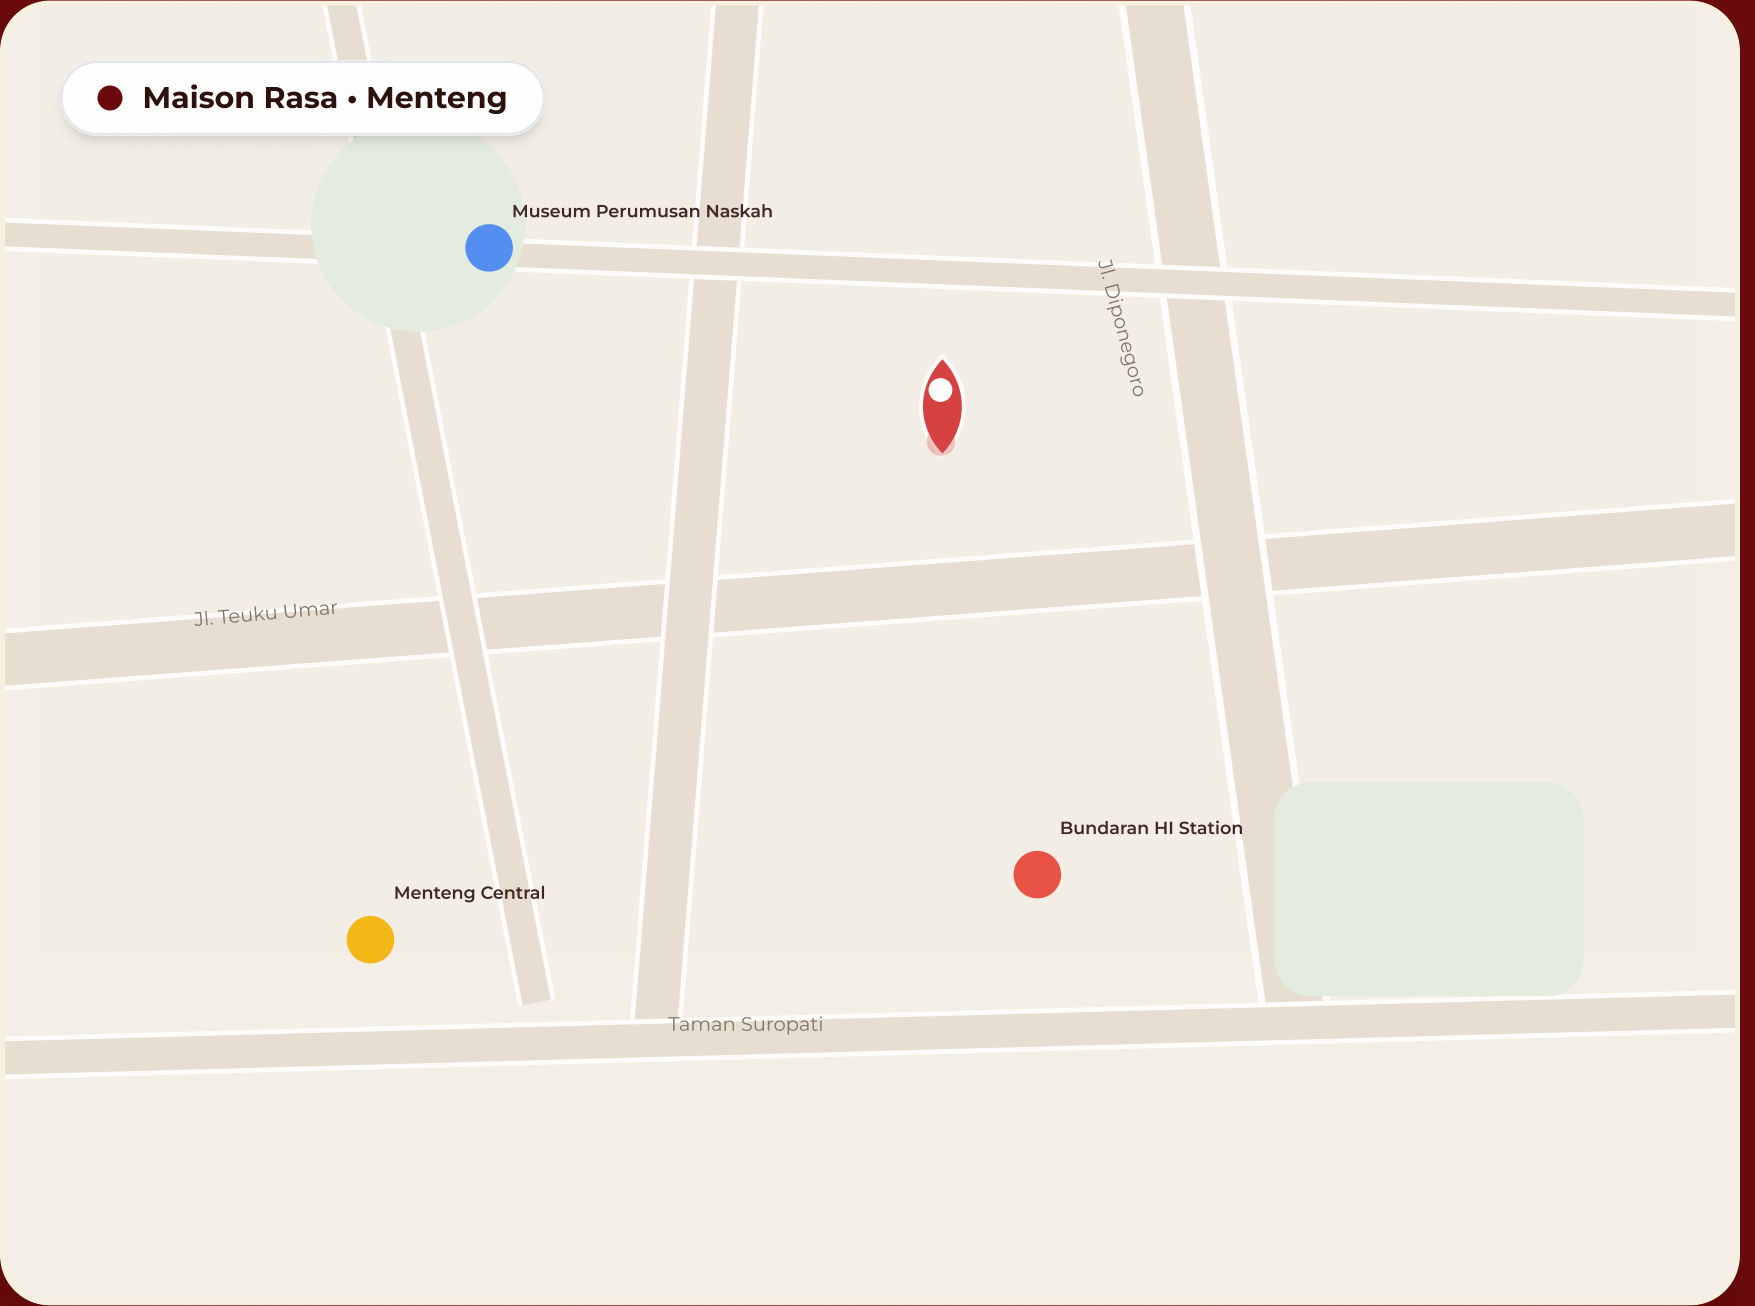 Maison Rasa • Menteng
Museum Perumusan Naskah
Jl. Diponegoro
Jl. Teuku Umar
Bundaran HI Station
Menteng Central
Taman Suropati